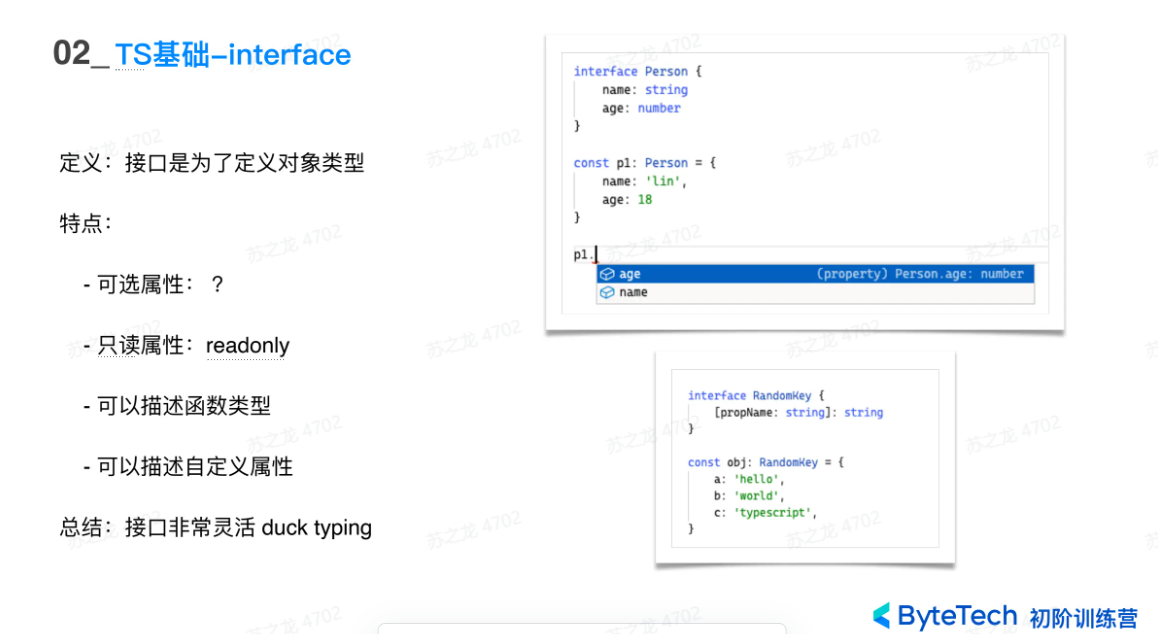 02_ TS基础-interface
定义：接口是为了定义对象类型
特点：
- 可选属性： ？
- 只读属性：readonly
- 可以描述函数类型
- 可以描述自定义属性
总结：接口非常灵活 duck typing
interface Person {
name: string
age: number
}
const p1: Person = {
name: 'lin',
age: 18
}
p1.
age (property) Person.age: number
name
interface RandomKey {
[propName: string]: string
}
const obj: RandomKey = {
a: 'hello',
b: 'world',
c: 'typescript',
}
ByteTech 初阶训练营
苏之龙 4702